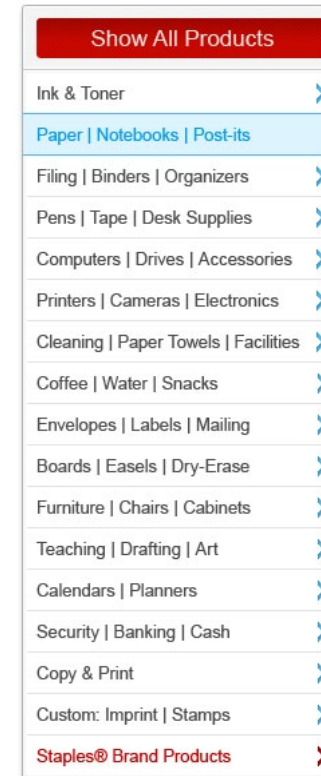 Show All Products
Ink & Toner
Paper | Notebooks | Post-its
Filing | Binders | Organizers
Pens | Tape | Desk Supplies
Computers | Drives | Accessories
Printers | Cameras | Electronics
Cleaning | Paper Towels | Facilities
Coffee | Water | Snacks
Envelopes | Labels | Mailing
Boards | Easels | Dry-Erase
Furniture | Chairs | Cabinets
Teaching | Drafting | Art
Calendars | Planners
Security | Banking | Cash
Copy & Print
Custom: Imprint | Stamps
Staples® Brand Products